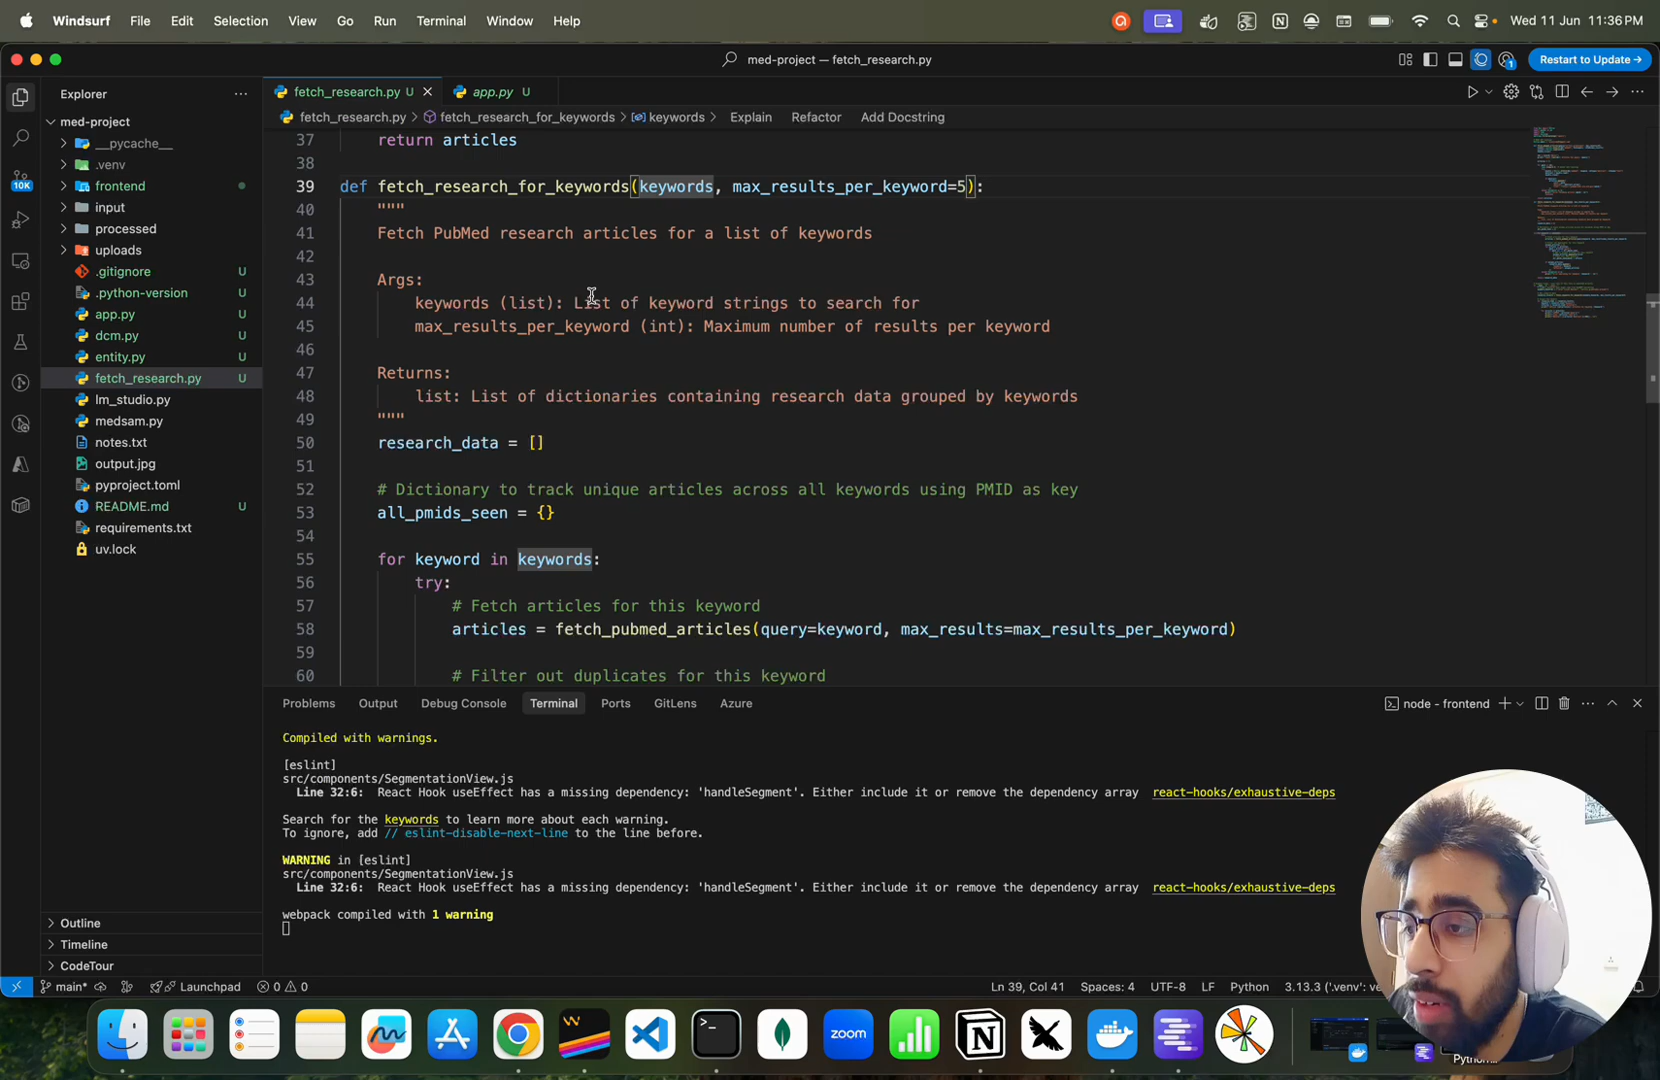 Windsurf File Edit Selection View Go Run Terminal Window Help Wed 11 Jun 11:36 PM
med-project — fetch_research.py Restart to Update →
Explorer
fetch_research.py U
app.py U
fetch_research.py > fetch_research_for_keywords > keywords > Explain Refactor Add Docstring
med-project
__pycache__
.venv
frontend
input
processed
uploads
.gitignore U
.python-version U
app.py U
dcm.py U
entity.py U
fetch_research.py U
lm_studio.py
medsam.py
notes.txt
output.jpg
pyproject.toml
README.md U
requirements.txt
uv.lock
Outline
Timeline
CodeTour
10K
37 return articles
38
39 def fetch_research_for_keywords(keywords, max_results_per_keyword=5):
40 """
41 Fetch PubMed research articles for a list of keywords
42
43 Args:
44 keywords (list): List of keyword strings to search for
45 max_results_per_keyword (int): Maximum number of results per keyword
46
47 Returns:
48 list: List of dictionaries containing research data grouped by keywords
49 """
50 research_data = []
51
52 # Dictionary to track unique articles across all keywords using PMID as key
53 all_pmids_seen = {}
54
55 for keyword in keywords:
56 try:
57 # Fetch articles for this keyword
58 articles = fetch_pubmed_articles(query=keyword, max_results=max_results_per_keyword)
59
60 # Filter out duplicates for this keyword
Problems Output Debug Console Terminal Ports GitLens Azure
node - frontend
Compiled with warnings.
[eslint]
src/components/SegmentationView.js
Line 32:6: React Hook useEffect has a missing dependency: 'handleSegment'. Either include it or remove the dependency array react-hooks/exhaustive-deps
Search for the keywords to learn more about each warning.
To ignore, add // eslint-disable-next-line to the line before.
WARNING in [eslint]
src/components/SegmentationView.js
Line 32:6: React Hook useEffect has a missing dependency: 'handleSegment'. Either include it or remove the dependency array react-hooks/exhaustive-deps
webpack compiled with 1 warning
main* Launchpad 0 0 Ln 39, Col 41 Spaces: 4 UTF-8 LF Python 3.13.3 ('.venv':
zoom
Python...